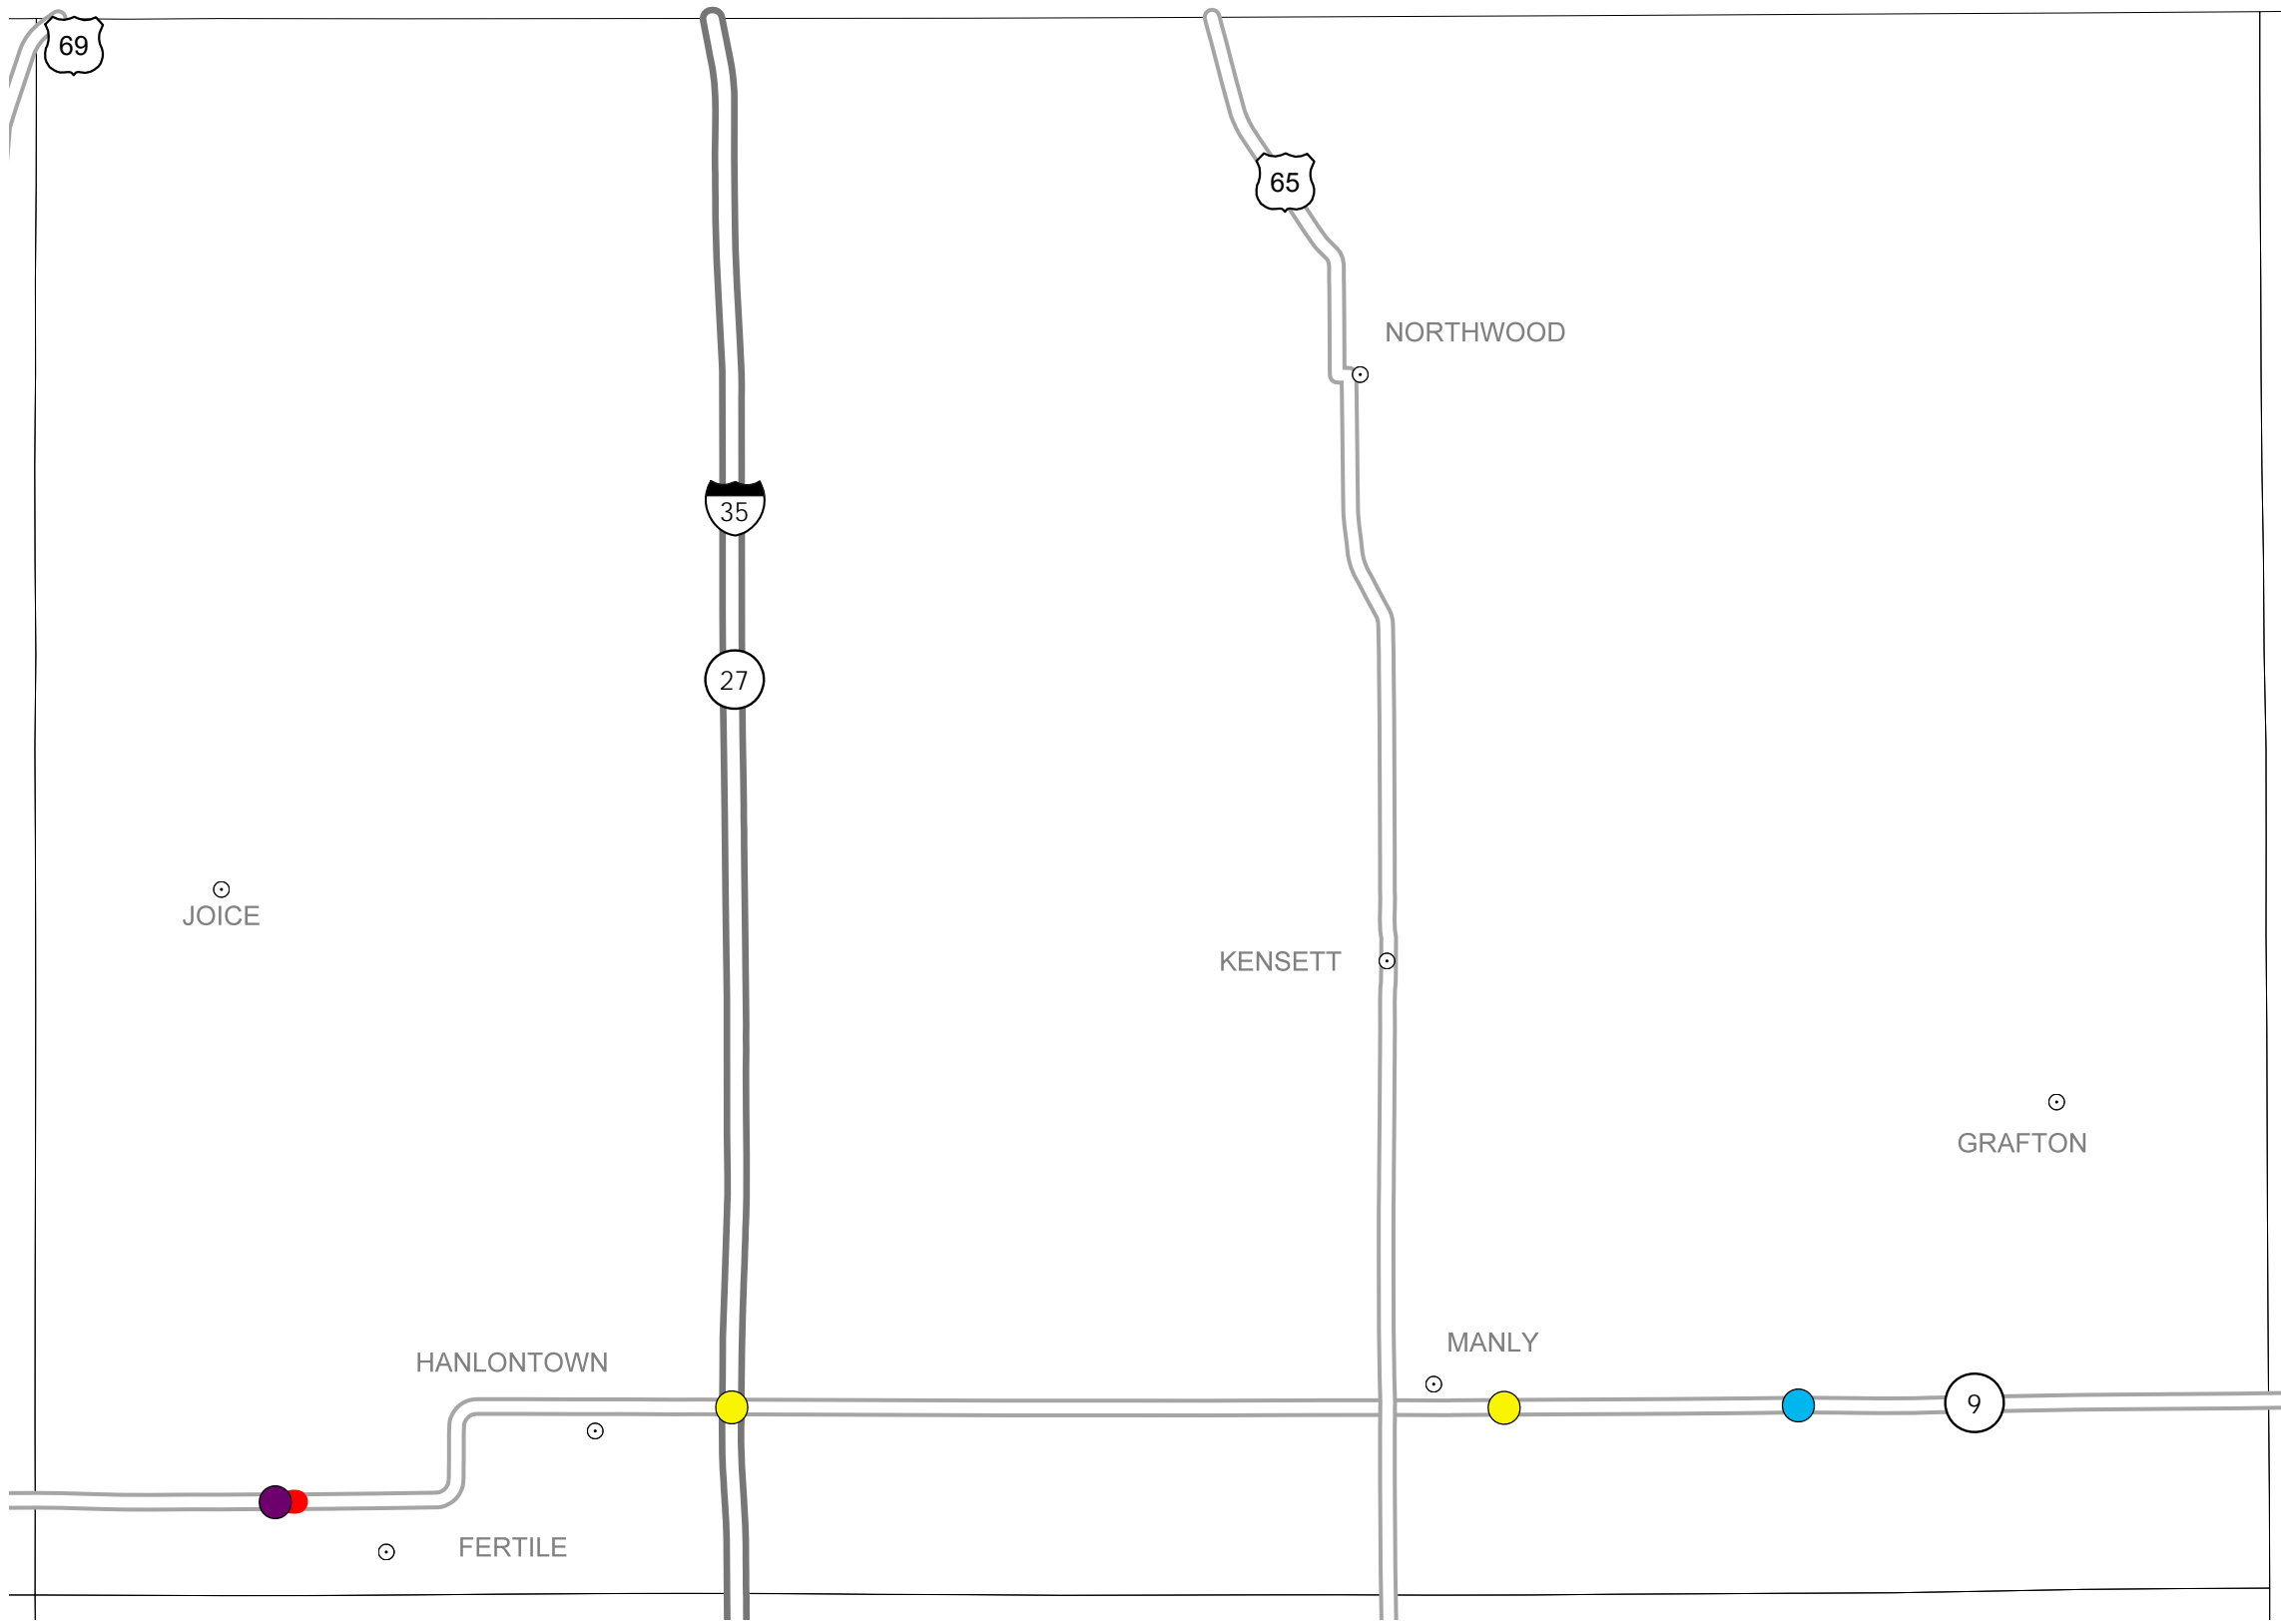 69
65
NORTHWOOD
35
27
JOICE
KENSETT
GRAFTON
MANLY
HANLONTOWN
9
FERTILE